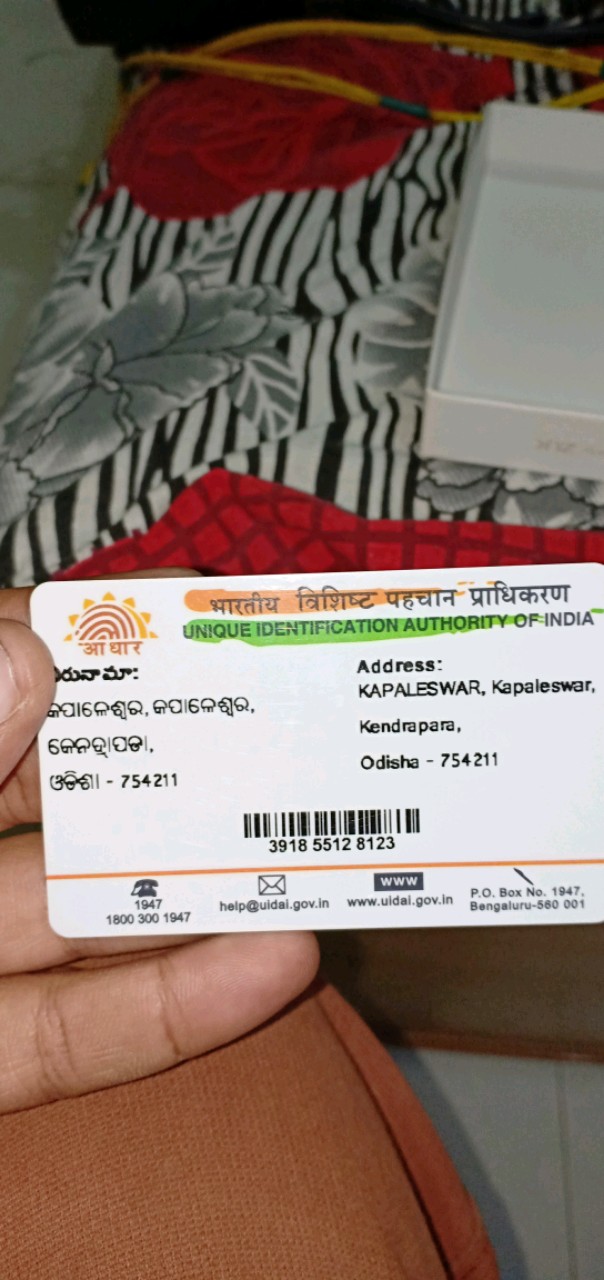 भारतीय विशिष्ट पहचान प्राधिकरण
UNIQUE IDENTIFICATION AUTHORITY OF INDIA
आधार
କପାଳେଶ୍ୱର, କପାଳେଶ୍ୱର,
କେନଦ୍ରାପଡା,
ଓଡିଶା - 754211
Address:
KAPALESWAR, Kapaleswar,
Kendrapara,
Odisha - 754211
3918 5512 8123
1947
1800 300 1947
help@uidai.gov.in
WWW
www.uidai.gov.in
P.O. Box No. 1947,
Bengaluru-560 001